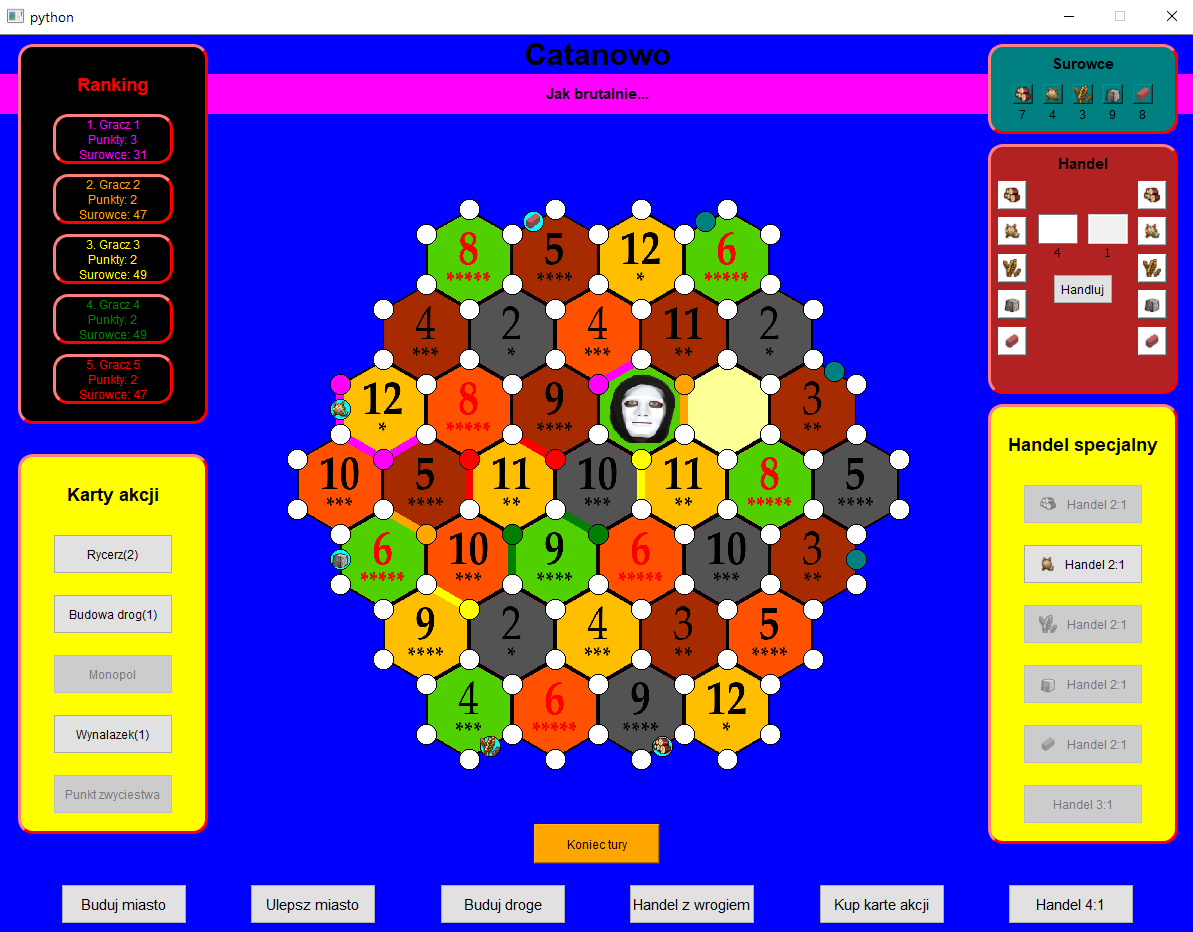 python
Catanowo
Jak brutalnie...
Ranking
1. Gracz 1
Punkty: 3
Surowce: 31
2. Gracz 2
Punkty: 2
Surowce: 47
3. Gracz 3
Punkty: 2
Surowce: 49
4. Gracz 4
Punkty: 2
Surowce: 49
5. Gracz 5
Punkty: 2
Surowce: 47
Karty akcji
Rycerz(2)
Budowa drog(1)
Monopol
Wynalazek(1)
Punkt zwyciestwa
8 5 12 6
***** **** * *****
4 2 4 11 2
*** * *** ** *
12 8 9 3
* ***** **** **
10 5 11 10 11 8 5
*** **** ** *** ** ***** ****
6 10 9 6 10 3
***** *** **** ***** *** **
9 2 4 3 5
**** * *** ** ****
4 6 9 12
*** ***** **** *
Surowce
7 4 3 9 8
Handel
4 1
Handluj
Handel specjalny
Handel 2:1
Handel 2:1
Handel 2:1
Handel 2:1
Handel 2:1
Handel 3:1
Koniec tury
Buduj miasto
Ulepsz miasto
Buduj droge
Handel z wrogiem
Kup karte akcji
Handel 4:1